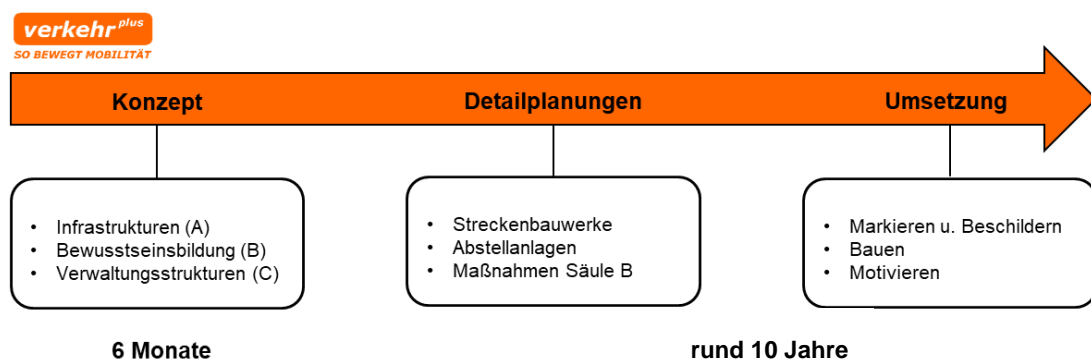 verkehr plus
SO BEWEGT MOBILITÄT
Konzept
Detailplanungen
Umsetzung
• Infrastrukturen (A)
• Bewusstseinsbildung (B)
• Verwaltungsstrukturen (C)
• Streckenbauwerke
• Abstellanlagen
• Maßnahmen Säule B
• Markieren u. Beschildern
• Bauen
• Motivieren
6 Monate
rund 10 Jahre